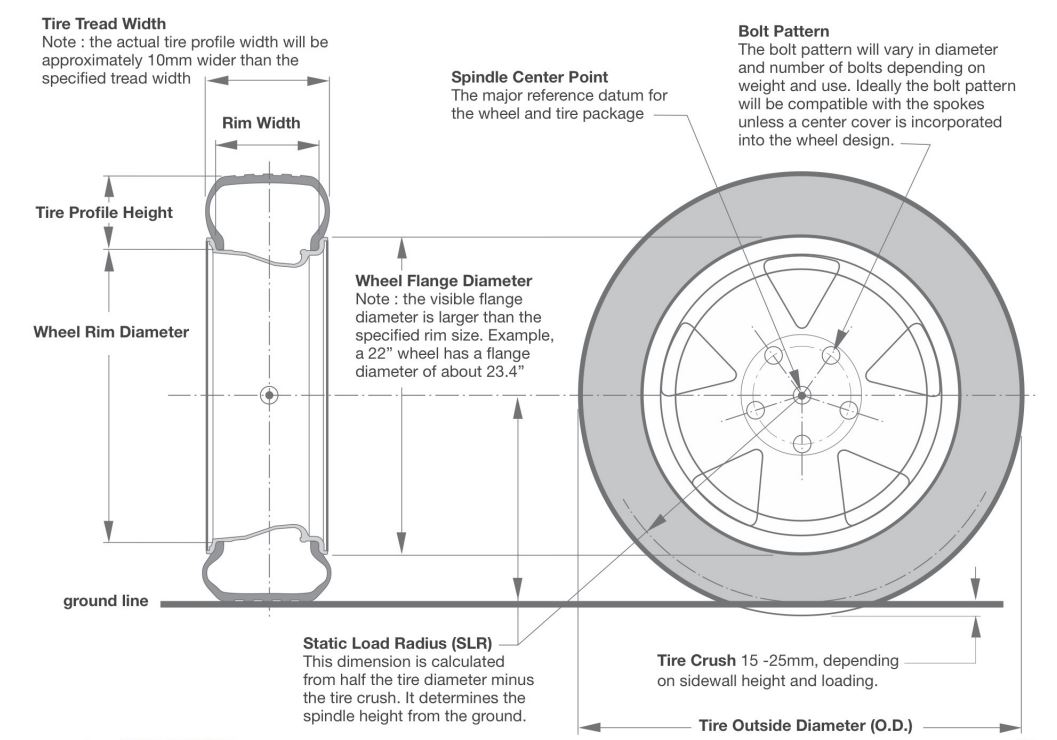 Tire Tread Width
Note : the actual tire profile width will be
approximately 10mm wider than the
specified tread width
Rim Width
Tire Profile Height
Wheel Rim Diameter
ground line
Spindle Center Point
The major reference datum for
the wheel and tire package
Bolt Pattern
The bolt pattern will vary in diameter
and number of bolts depending on
weight and use. Ideally the bolt pattern
will be compatible with the spokes
unless a center cover is incorporated
into the wheel design.
Wheel Flange Diameter
Note : the visible flange
diameter is larger than the
specified rim size. Example,
a 22” wheel has a flange
diameter of about 23.4”
Static Load Radius (SLR)
This dimension is calculated
from half the tire diameter minus
the tire crush. It determines the
spindle height from the ground.
Tire Crush 15 -25mm, depending
on sidewall height and loading.
Tire Outside Diameter (O.D.)